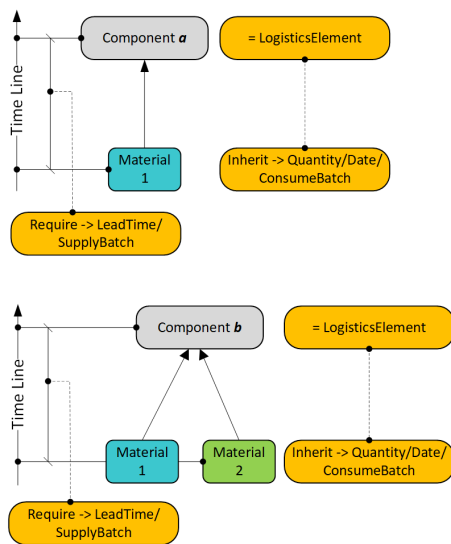 Component a
= LogisticsElement
Time Line
Material
1
Inherit -> Quantity/Date/
ConsumeBatch
Require -> LeadTime/
SupplyBatch
Component b
= LogisticsElement
Time Line
Material
1
Material
2
Inherit -> Quantity/Date/
ConsumeBatch
Require -> LeadTime/
SupplyBatch